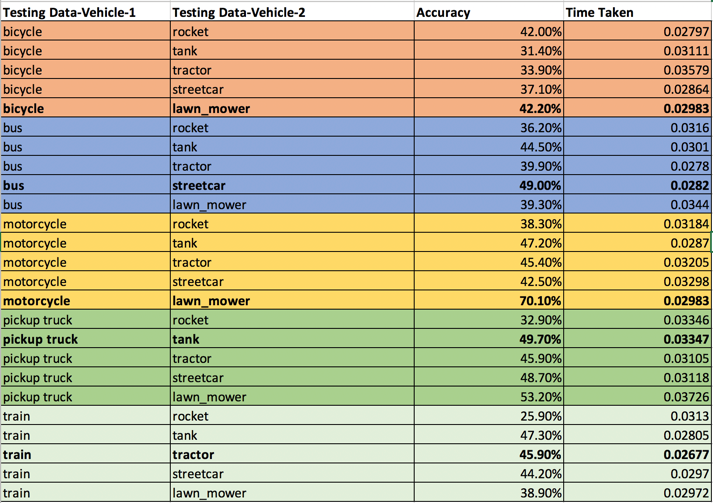 Testing Data-Vehicle-1 Testing Data-Vehicle-2 Accuracy Time Taken
bicycle rocket 42.00% 0.02797
bicycle tank 31.40% 0.03111
bicycle tractor 33.90% 0.03579
bicycle streetcar 37.10% 0.02864
bicycle lawn_mower 42.20% 0.02983
bus rocket 36.20% 0.0316
bus tank 44.50% 0.0301
bus tractor 39.90% 0.0278
bus streetcar 49.00% 0.0282
bus lawn_mower 39.30% 0.0344
motorcycle rocket 38.30% 0.03184
motorcycle tank 47.20% 0.0287
motorcycle tractor 45.40% 0.03205
motorcycle streetcar 42.50% 0.03298
motorcycle lawn_mower 70.10% 0.02983
pickup truck rocket 32.90% 0.03346
pickup truck tank 49.70% 0.03347
pickup truck tractor 45.90% 0.03105
pickup truck streetcar 48.70% 0.03118
pickup truck lawn_mower 53.20% 0.03726
train rocket 25.90% 0.0313
train tank 47.30% 0.02805
train tractor 45.90% 0.02677
train streetcar 44.20% 0.0297
train lawn_mower 38.90% 0.02972